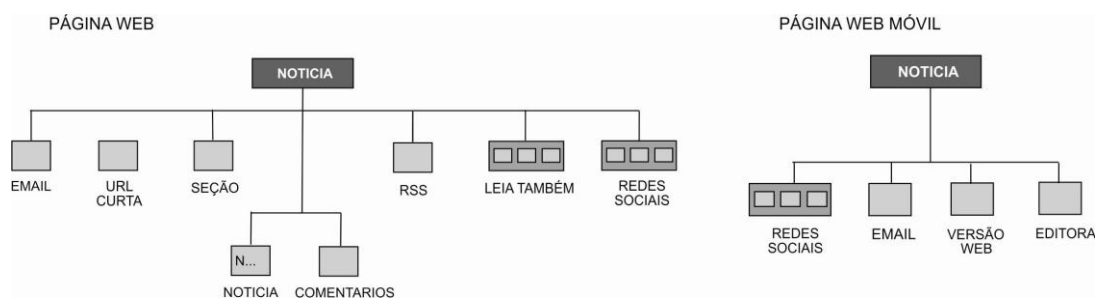 PÁGINA WEB
NOTICIA
EMAIL
URL
CURTA
SEÇÃO
RSS
LEIA TAMBÉM
REDES
SOCIAIS
N...
NOTICIA
COMENTARIOS
PÁGINA WEB MÓVIL
NOTICIA
REDES
SOCIAIS
EMAIL
VERSÃO
WEB
EDITORA